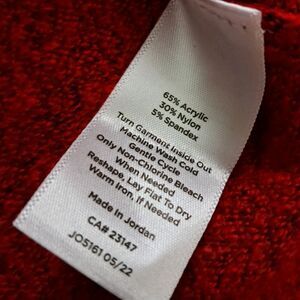 65% Acrylic
30% Nylon
5% Spandex
Turn Garment Inside Out
Machine Wash Cold
Gentle Cycle
Only Non-Chlorine Bleach
When Needed
Reshape, Lay Flat To Dry
Warm Iron, If Needed
Made In Jordan
CA# 23147
JO5161 05/22